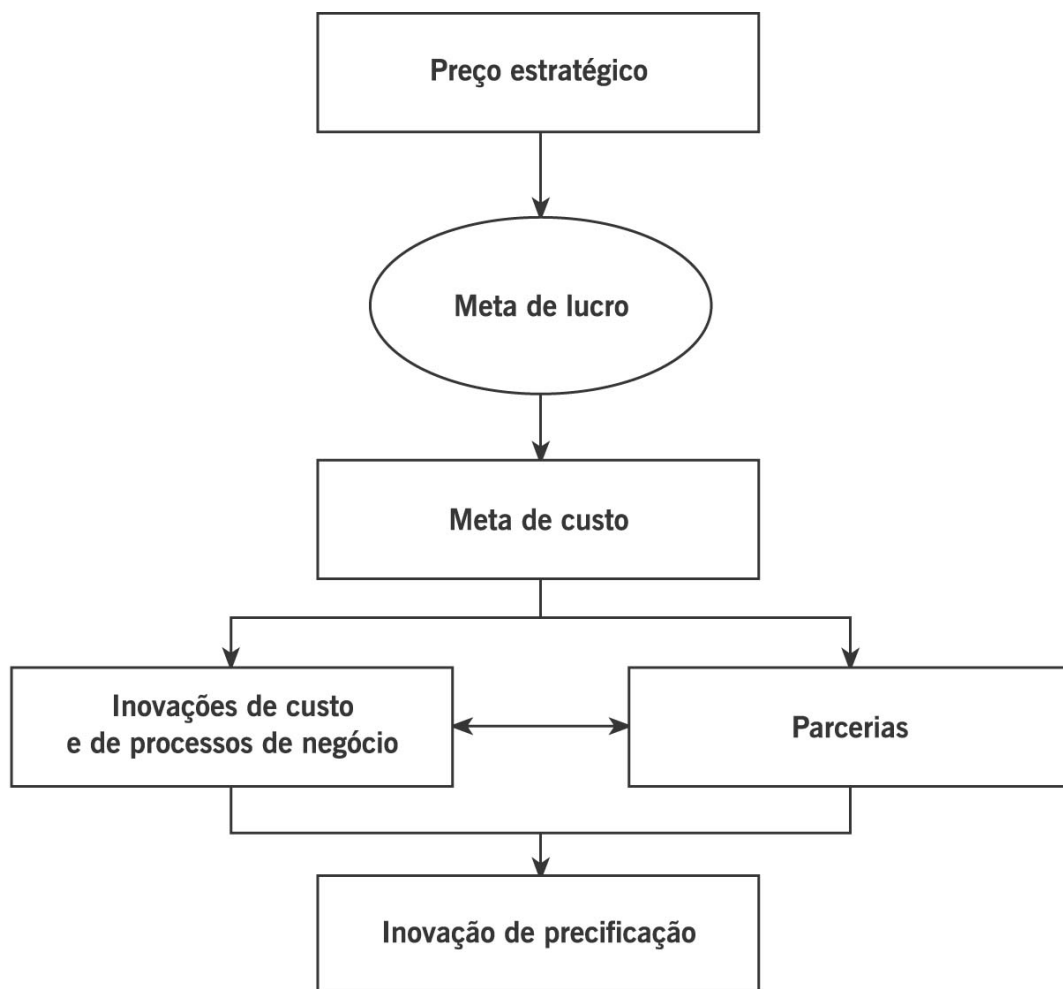 Preço estratégico
Meta de lucro
Meta de custo
Inovações de custo
e de processos de negócio
Parcerias
Inovação de precificação